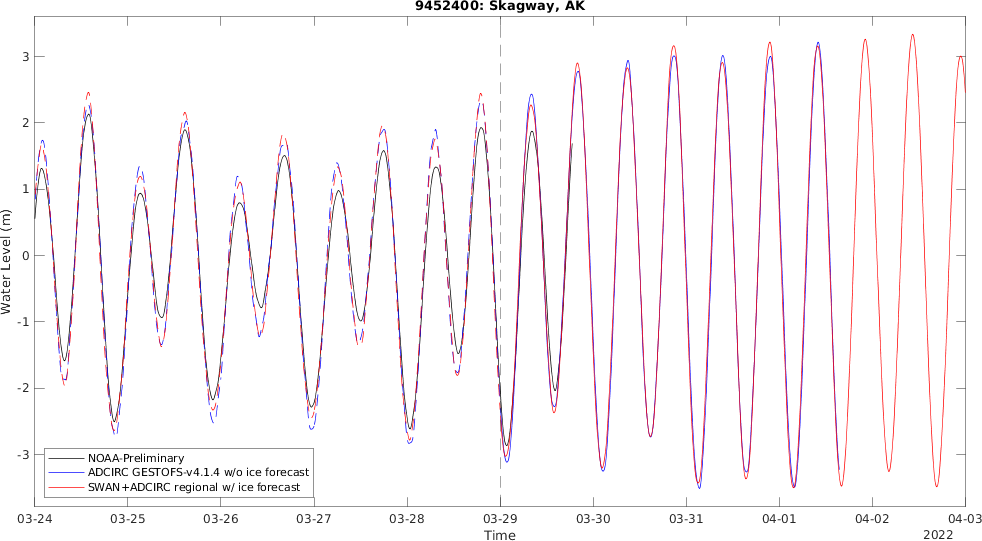 9452400: Skagway, AK
Water Level (m)
3
2
1
0
-1
-2
-3
NOAA-Preliminary
ADCIRC GESTOFS-v4.1.4 w/o ice forecast
SWAN+ADCIRC regional w/ ice forecast
03-24 03-25 03-26 03-27 03-28 03-29 03-30 03-31 04-01 04-02 04-03
Time
2022